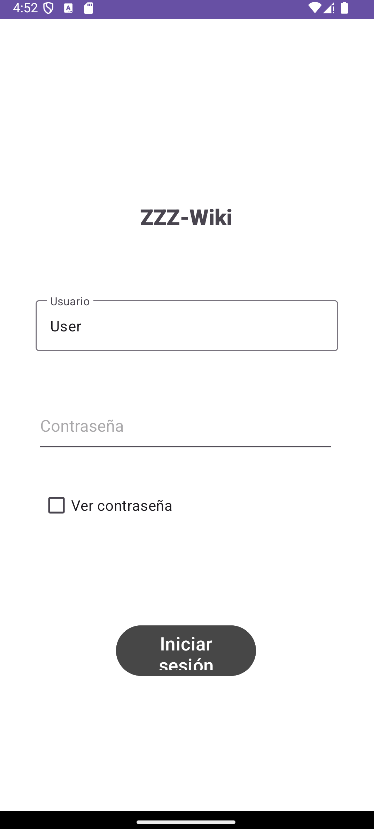 4:52
ZZZ-Wiki
Usuario
User
Contraseña
Ver contraseña
Iniciar
sesión